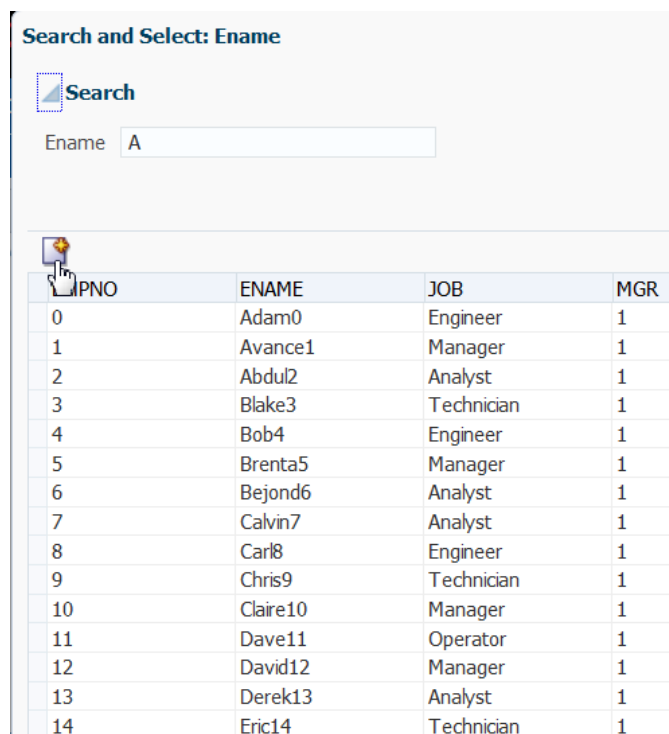 Search and Select: Ename
Search
Ename A
PNO ENAME JOB MGR
0 Adam0 Engineer 1
1 Avance1 Manager 1
2 Abdul2 Analyst 1
3 Blake3 Technician 1
4 Bob4 Engineer 1
5 Brenta5 Manager 1
6 Bejond6 Analyst 1
7 Calvin7 Analyst 1
8 Carl8 Engineer 1
9 Chris9 Technician 1
10 Claire10 Manager 1
11 Dave11 Operator 1
12 David12 Manager 1
13 Derek13 Analyst 1
14 Eric14 Technician 1